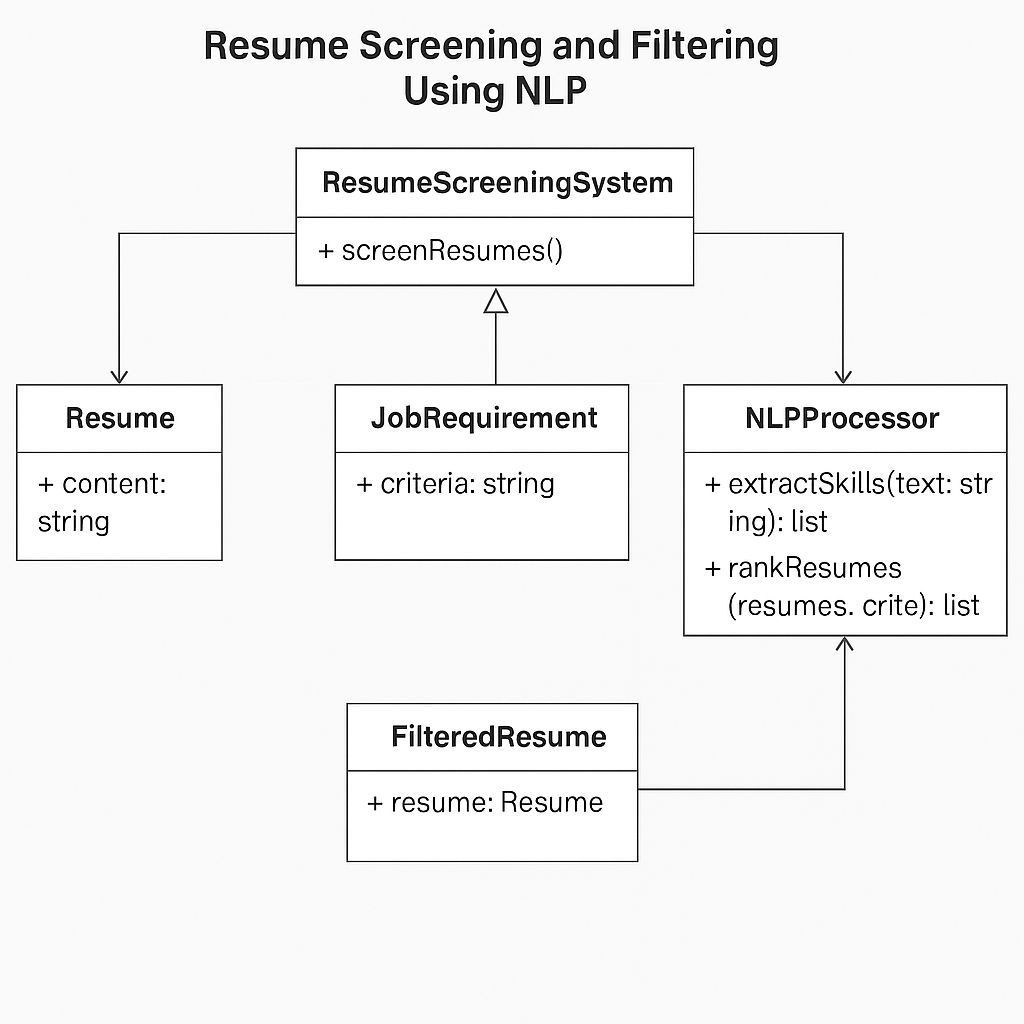 Resume Screening and Filtering
Using NLP
ResumeScreeningSystem
+ screenResumes()
Resume
+ content:
string
JobRequirement
+ criteria: string
NLPProcessor
+ extractSkills(text: str
ing): list
+ rankResumes
(resumes. crite): list
FilteredResume
+ resume: Resume